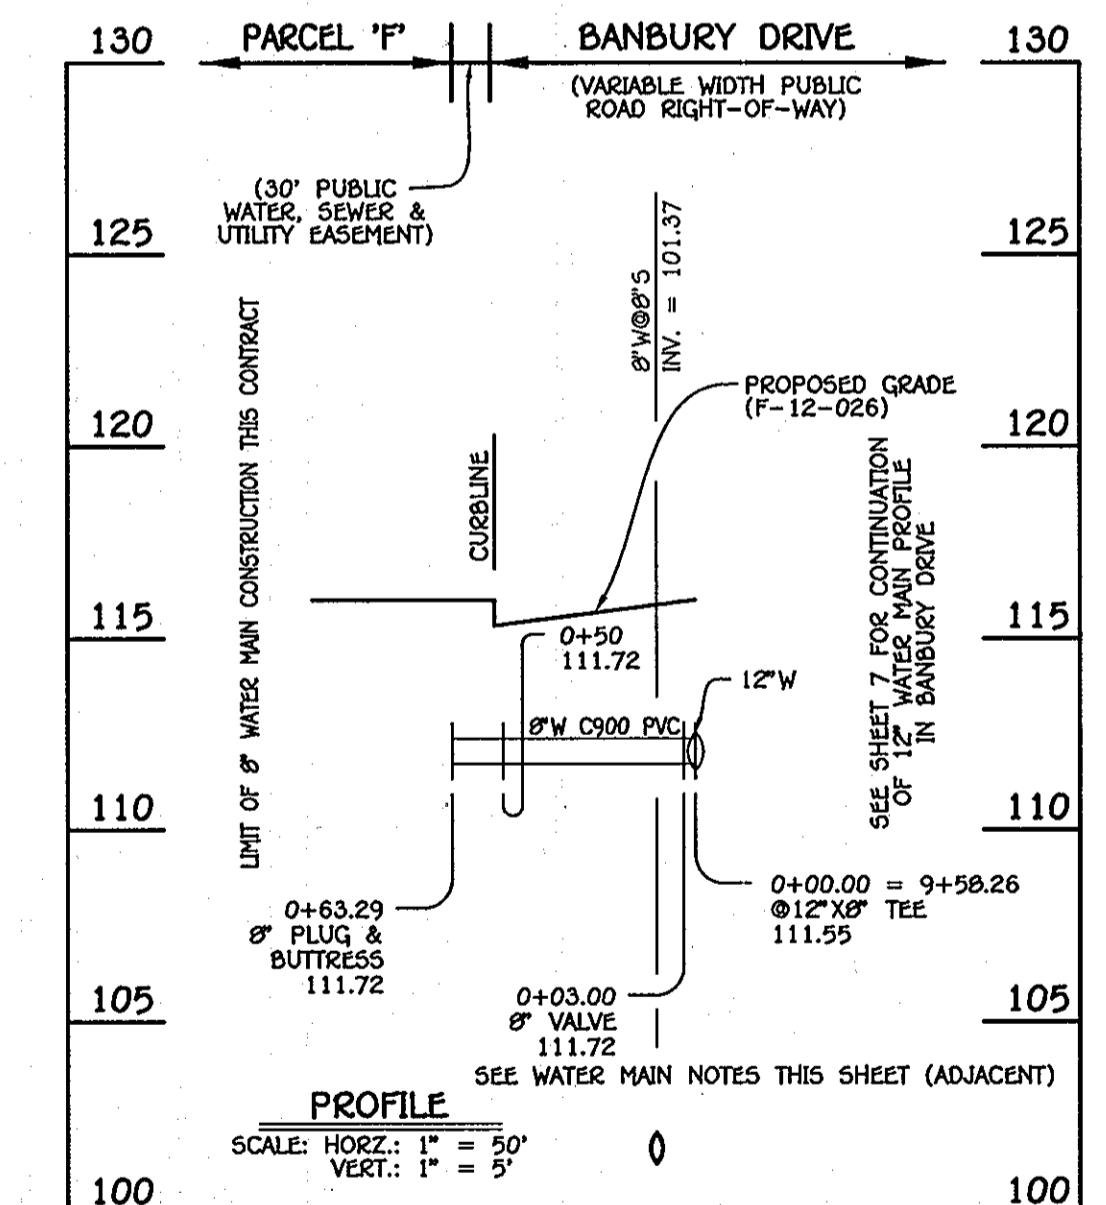 130
PARCEL 'F'
BANBURY DRIVE
130
(VARIABLE WIDTH PUBLIC
ROAD RIGHT-OF-WAY)
(30' PUBLIC
WATER, SEWER &
UTILITY EASEMENT)
125
125
8"W@8"S
INV. = 101.37
LIMIT OF 8" WATER MAIN CONSTRUCTION THIS CONTRACT
PROPOSED GRADE
(F-12-026)
120
120
CURBLINE
SEE SHEET 7 FOR CONTINUATION
OF 12" WATER MAIN PROFILE
IN BANBURY DRIVE
115
115
0+50
111.72
12"W
8"W C900 PVC
110
110
0+00.00 = 9+58.26
@12"X8" TEE
111.55
0+63.29
8" PLUG &
BUTTRESS
111.72
105
105
0+03.00
8" VALVE
111.72
SEE WATER MAIN NOTES THIS SHEET (ADJACENT)
PROFILE
SCALE: HORZ.: 1" = 50'
VERT.: 1" = 5'
100
100